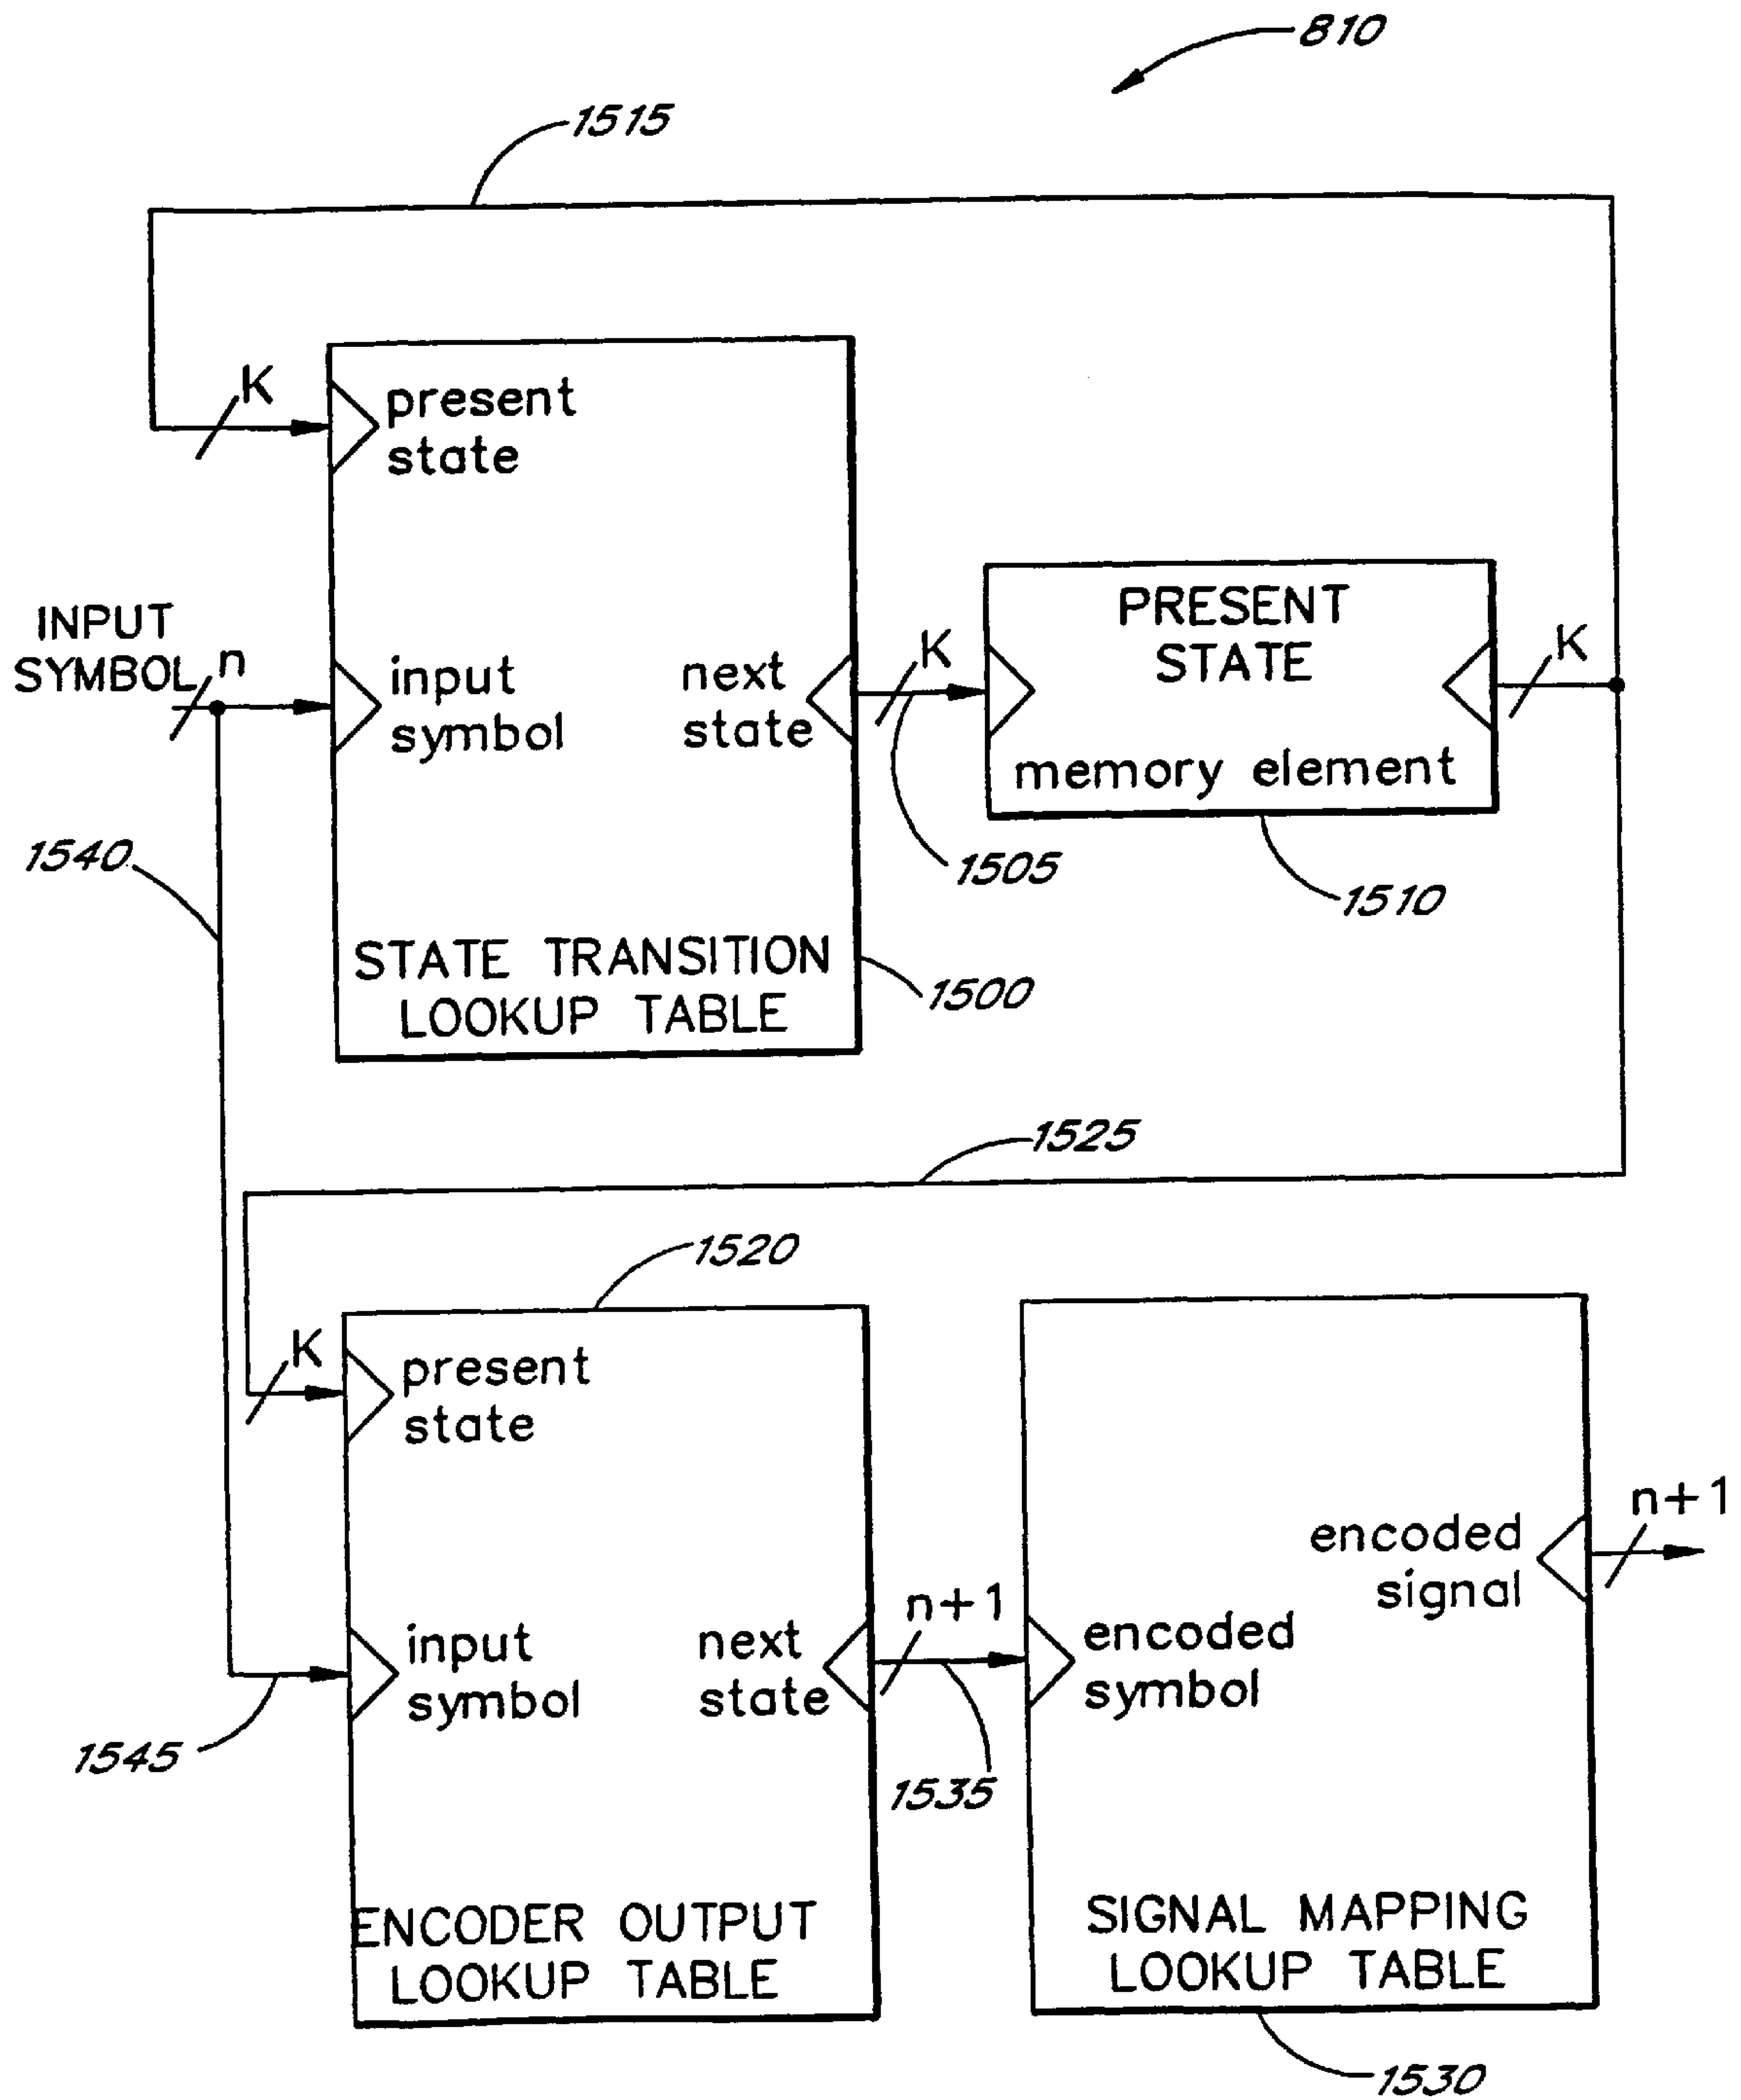 810
1515
K
present
state
INPUT
SYMBOL
n
input
symbol
next
state
K
PRESENT
STATE
memory element
K
1540
1505
1510
STATE TRANSITION
LOOKUP TABLE
1500
1525
1520
K
present
state
n+1
encoded
signal
input
symbol
next
state
n+1
encoded
symbol
1545
1535
ENCODER OUTPUT
LOOKUP TABLE
SIGNAL MAPPING
LOOKUP TABLE
1530